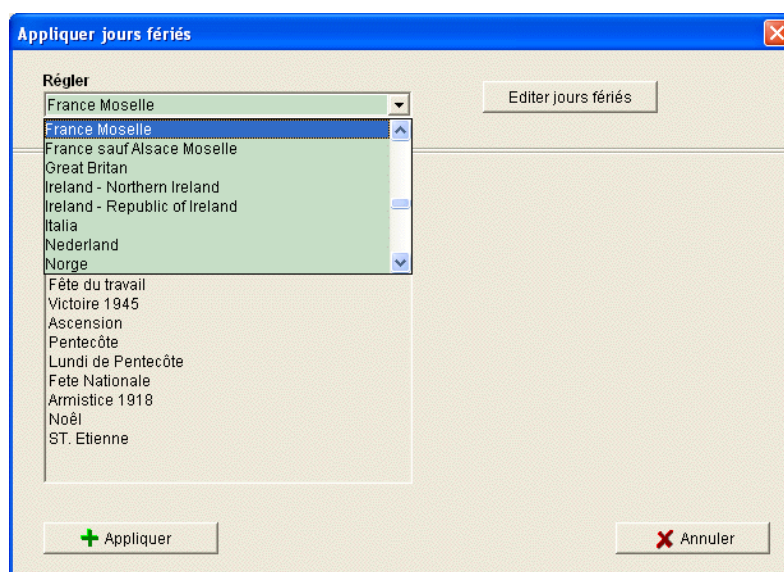 Appliquer jours fériés
Régler
France Moselle
Editer jours fériés
France Moselle
France sauf Alsace Moselle
Great Britan
Ireland - Northern Ireland
Ireland - Republic of Ireland
Italia
Nederland
Norge
Fête du travail
Victoire 1945
Ascension
Pentecôte
Lundi de Pentecôte
Fete Nationale
Armistice 1918
Noêl
ST. Etienne
Appliquer
Annuler